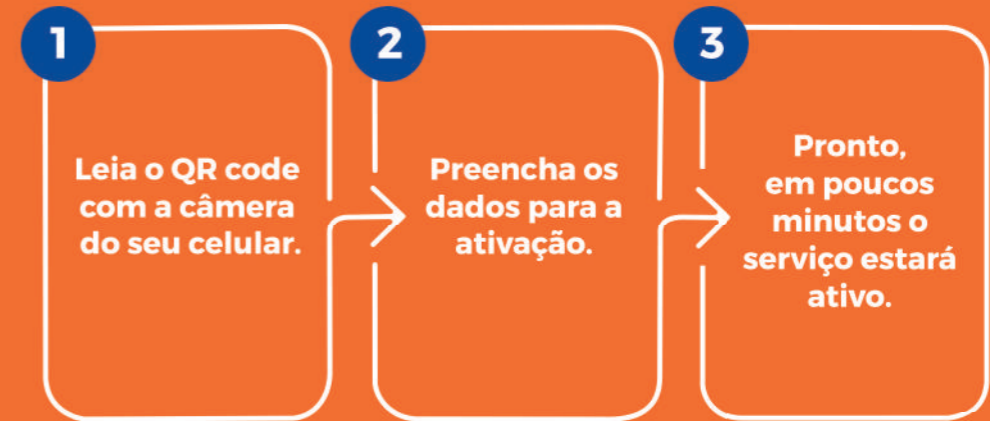 1
Leia o QR code
com a câmera
do seu celular.
2
Preencha os
dados para a
ativação.
3
Pronto,
em poucos
minutos o
serviço estará
ativo.